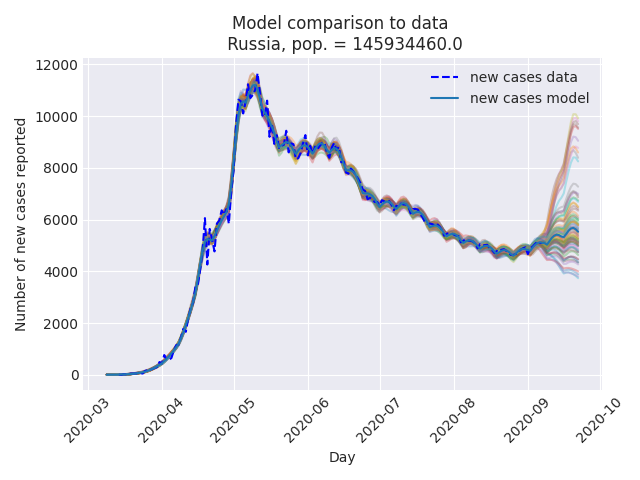 Model comparison to data
Russia, pop. = 145934460.0
new cases data
new cases model
Number of new cases reported
12000
10000
8000
6000
4000
2000
0
2020-03
2020-04
2020-05
2020-06
2020-07
2020-08
2020-09
2020-10
Day